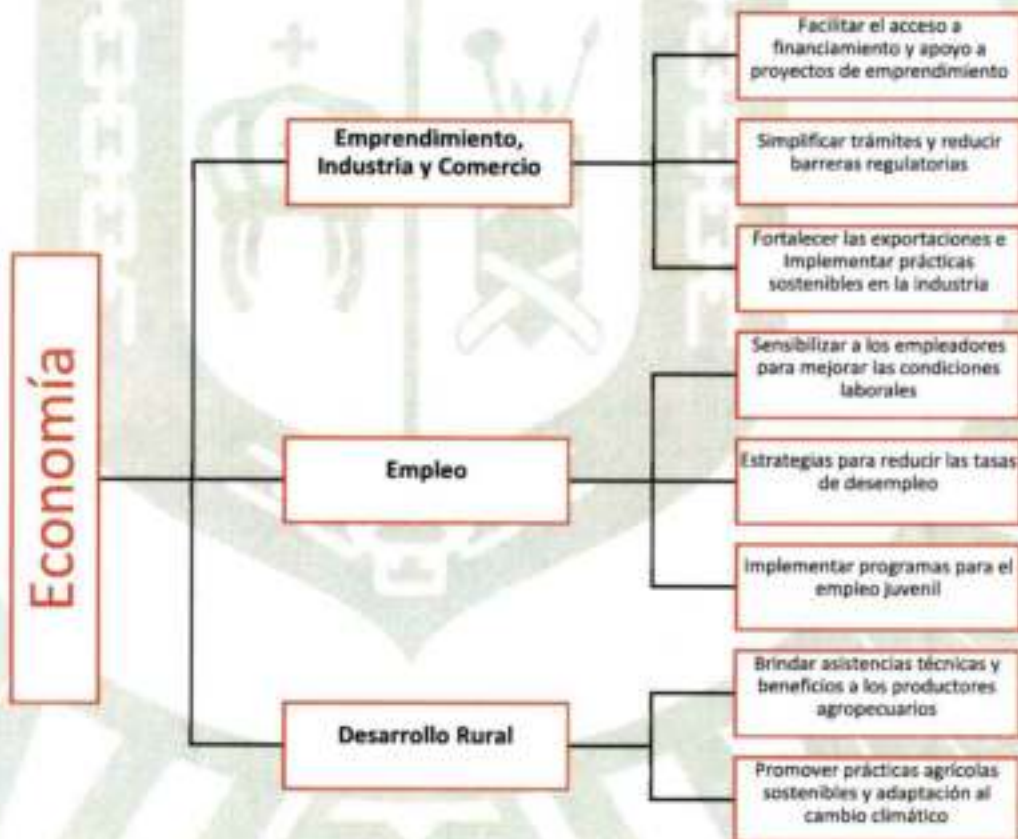 Economía
Emprendimiento,
Industria y Comercio
Facilitar el acceso a
financiamiento y apoyo a
proyectos de emprendimiento
Simplificar trámites y reducir
barreras regulatorias
Fortalecer las exportaciones e
Implementar prácticas
sostenibles en la industria
Empleo
Sensibilizar a los empleadores
para mejorar las condiciones
laborales
Estrategias para reducir las tasas
de desempleo
Implementar programas para el
empleo juvenil
Desarrollo Rural
Brindar asistencias técnicas y
beneficios a los productores
agropecuarios
Promover prácticas agrícolas
sostenibles y adaptación al
cambio climático